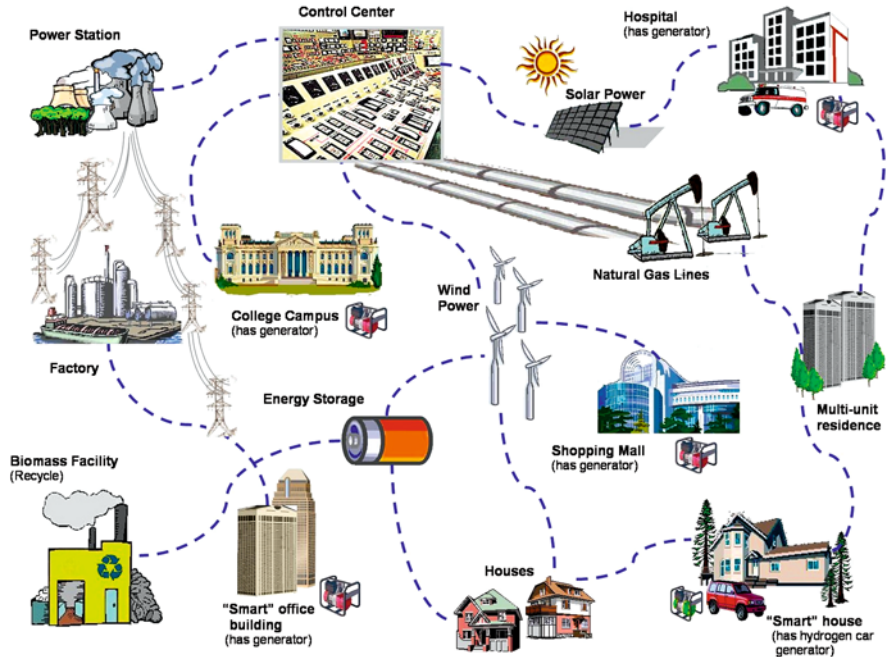 Control Center
Hospital
(has generator)
Power Station
Solar Power
Natural Gas Lines
Wind
Power
College Campus
(has generator)
Factory
Energy Storage
Multi-unit
residence
Shopping Mall
(has generator)
Biomass Facility
(Recycle)
Houses
"Smart" office
building
(has generator)
"Smart" house
(has hydrogen car
generator)